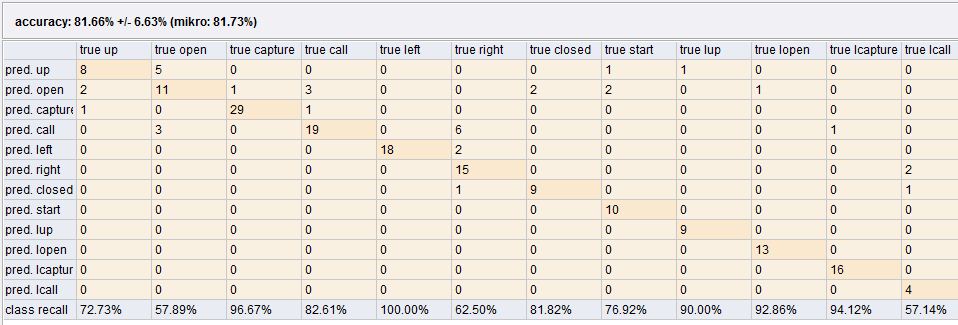 accuracy: 81.66% +/- 6.63% (mikro: 81.73%)
true up true open true capture true call true left true right true closed true start true lup true lopen true lcapture true lcall
pred. up 8 5 0 0 0 0 0 1 1 0 0 0
pred. open 2 11 1 3 0 0 2 2 0 1 0 0
pred. capture 1 0 29 1 0 0 0 0 0 0 0 0
pred. call 0 3 0 19 0 6 0 0 0 0 1 0
pred. left 0 0 0 0 18 2 0 0 0 0 0 0
pred. right 0 0 0 0 0 15 0 0 0 0 0 2
pred. closed 0 0 0 0 0 1 9 0 0 0 0 1
pred. start 0 0 0 0 0 0 0 10 0 0 0 0
pred. lup 0 0 0 0 0 0 0 0 9 0 0 0
pred. lopen 0 0 0 0 0 0 0 0 0 13 0 0
pred. lcaptur 0 0 0 0 0 0 0 0 0 0 16 0
pred. lcall 0 0 0 0 0 0 0 0 0 0 0 4
class recall 72.73% 57.89% 96.67% 82.61% 100.00% 62.50% 81.82% 76.92% 90.00% 92.86% 94.12% 57.14%